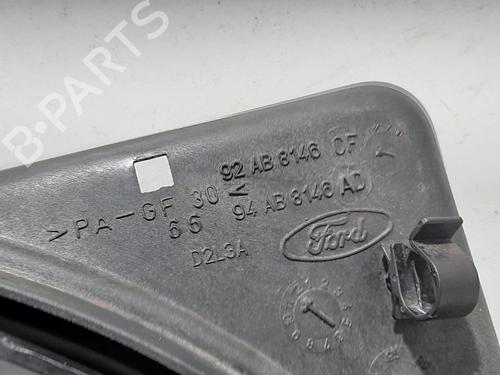 B-PARTS
92 AB 8146 CF
94 AB 8146 AD
>PA-GF 30<
66
D2L3A
Ford